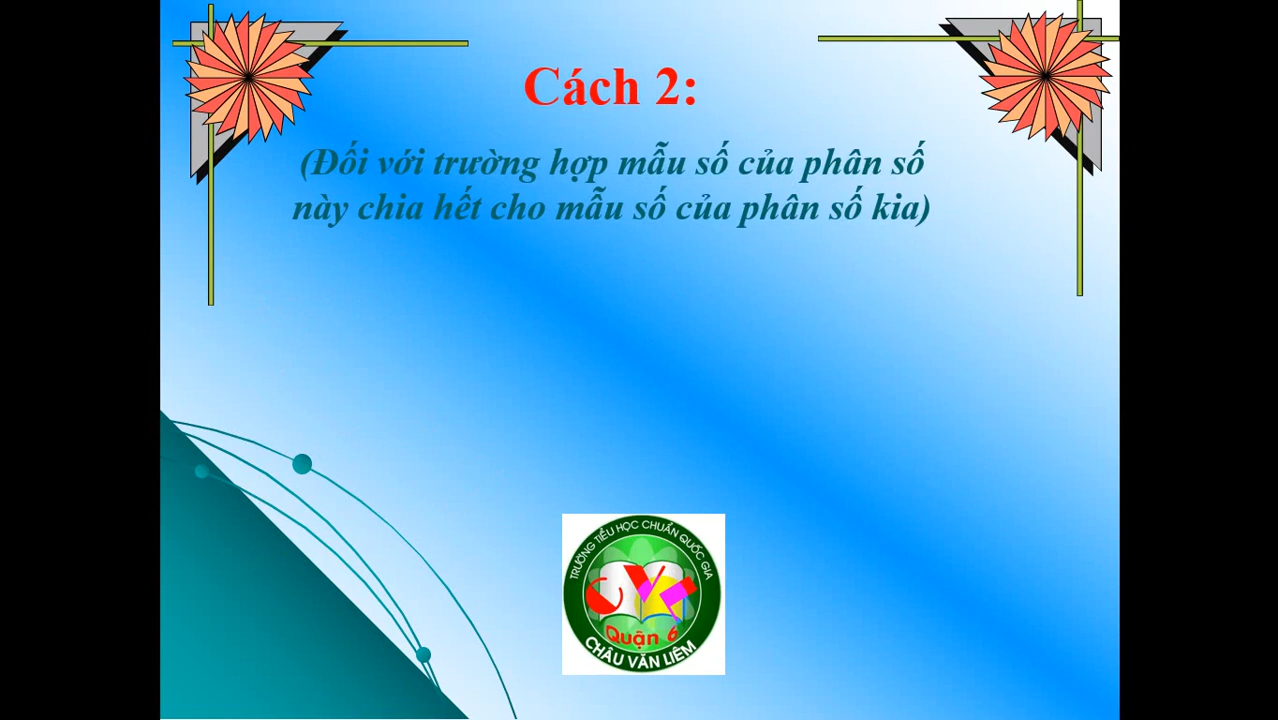 Cách 2:
(Đối với trường hợp mẫu số của phân số
này chia hết cho mẫu số của phân số kia)
TRƯỜNG TIỂU HỌC CHUẨN QUỐC GIA
CVL
Quận 6
CHÂU VĂN LIÊM